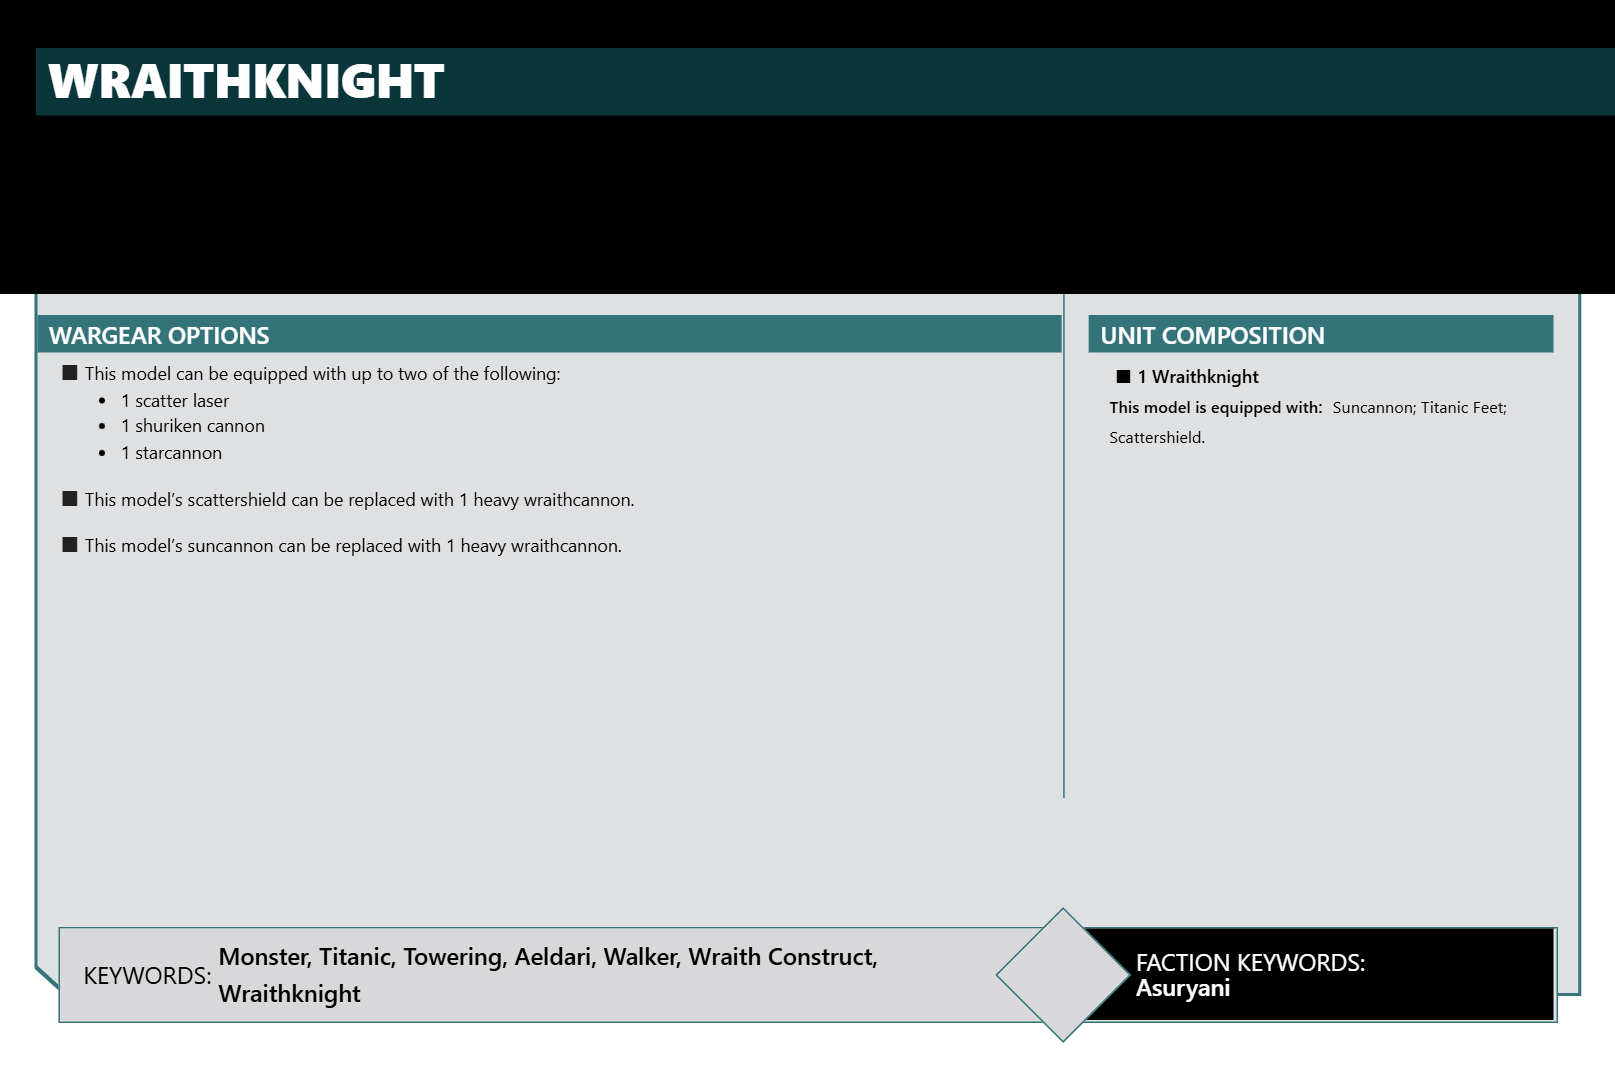 WRAITHKNIGHT
WARGEAR OPTIONS
■ This model can be equipped with up to two of the following:
• 1 scatter laser
• 1 shuriken cannon
• 1 starcannon
■ This model’s scattershield can be replaced with 1 heavy wraithcannon.
■ This model’s suncannon can be replaced with 1 heavy wraithcannon.
UNIT COMPOSITION
■ 1 Wraithknight
This model is equipped with: Suncannon; Titanic Feet;
Scattershield.
KEYWORDS:
Monster, Titanic, Towering, Aeldari, Walker, Wraith Construct,
Wraithknight
FACTION KEYWORDS:
Asuryani